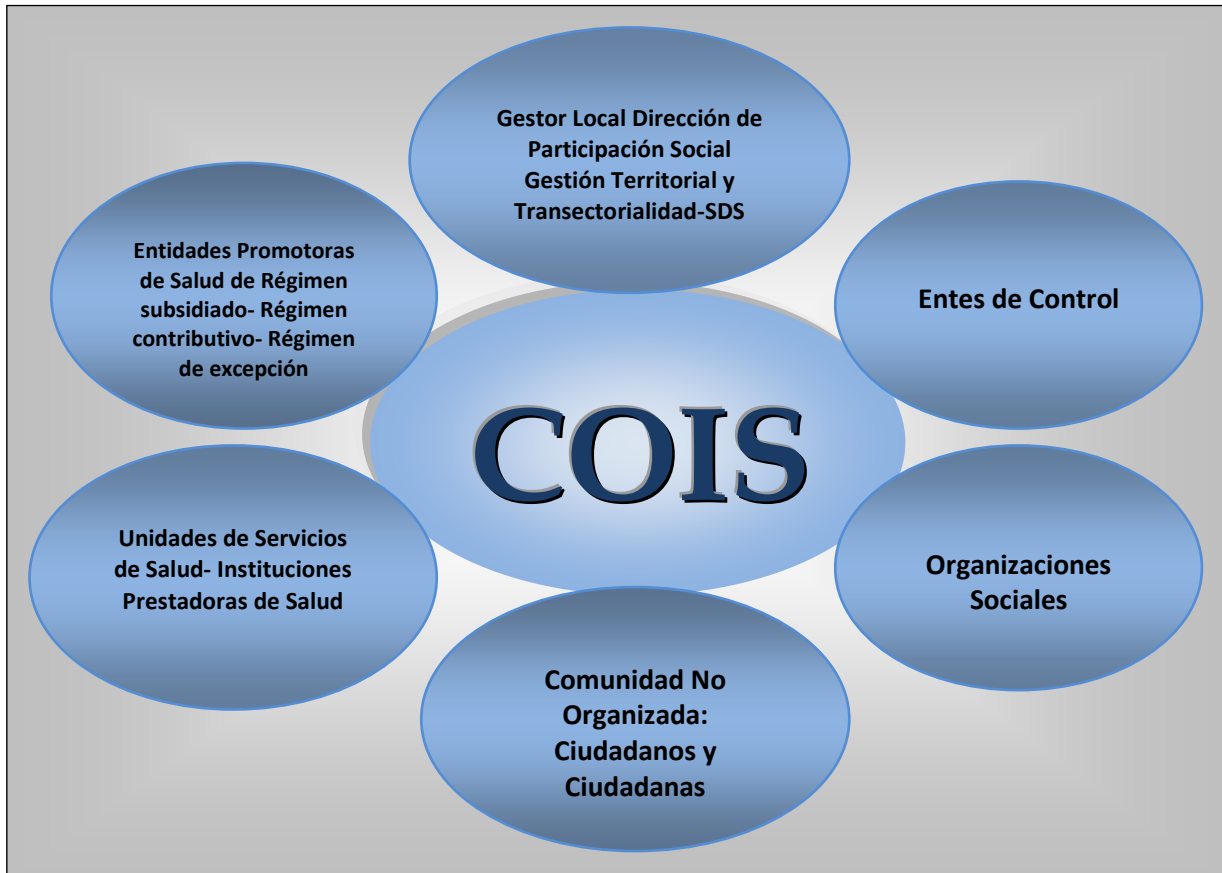 Gestor Local Dirección de
Participación Social
Gestión Territorial y
Transectorialidad-SDS
Entidades Promotoras
de Salud de Régimen
subsidiado- Régimen
contributivo- Régimen
de excepción
Entes de Control
COIS
Unidades de Servicios
de Salud- Instituciones
Prestadoras de Salud
Organizaciones
Sociales
Comunidad No
Organizada:
Ciudadanos y
Ciudadanas